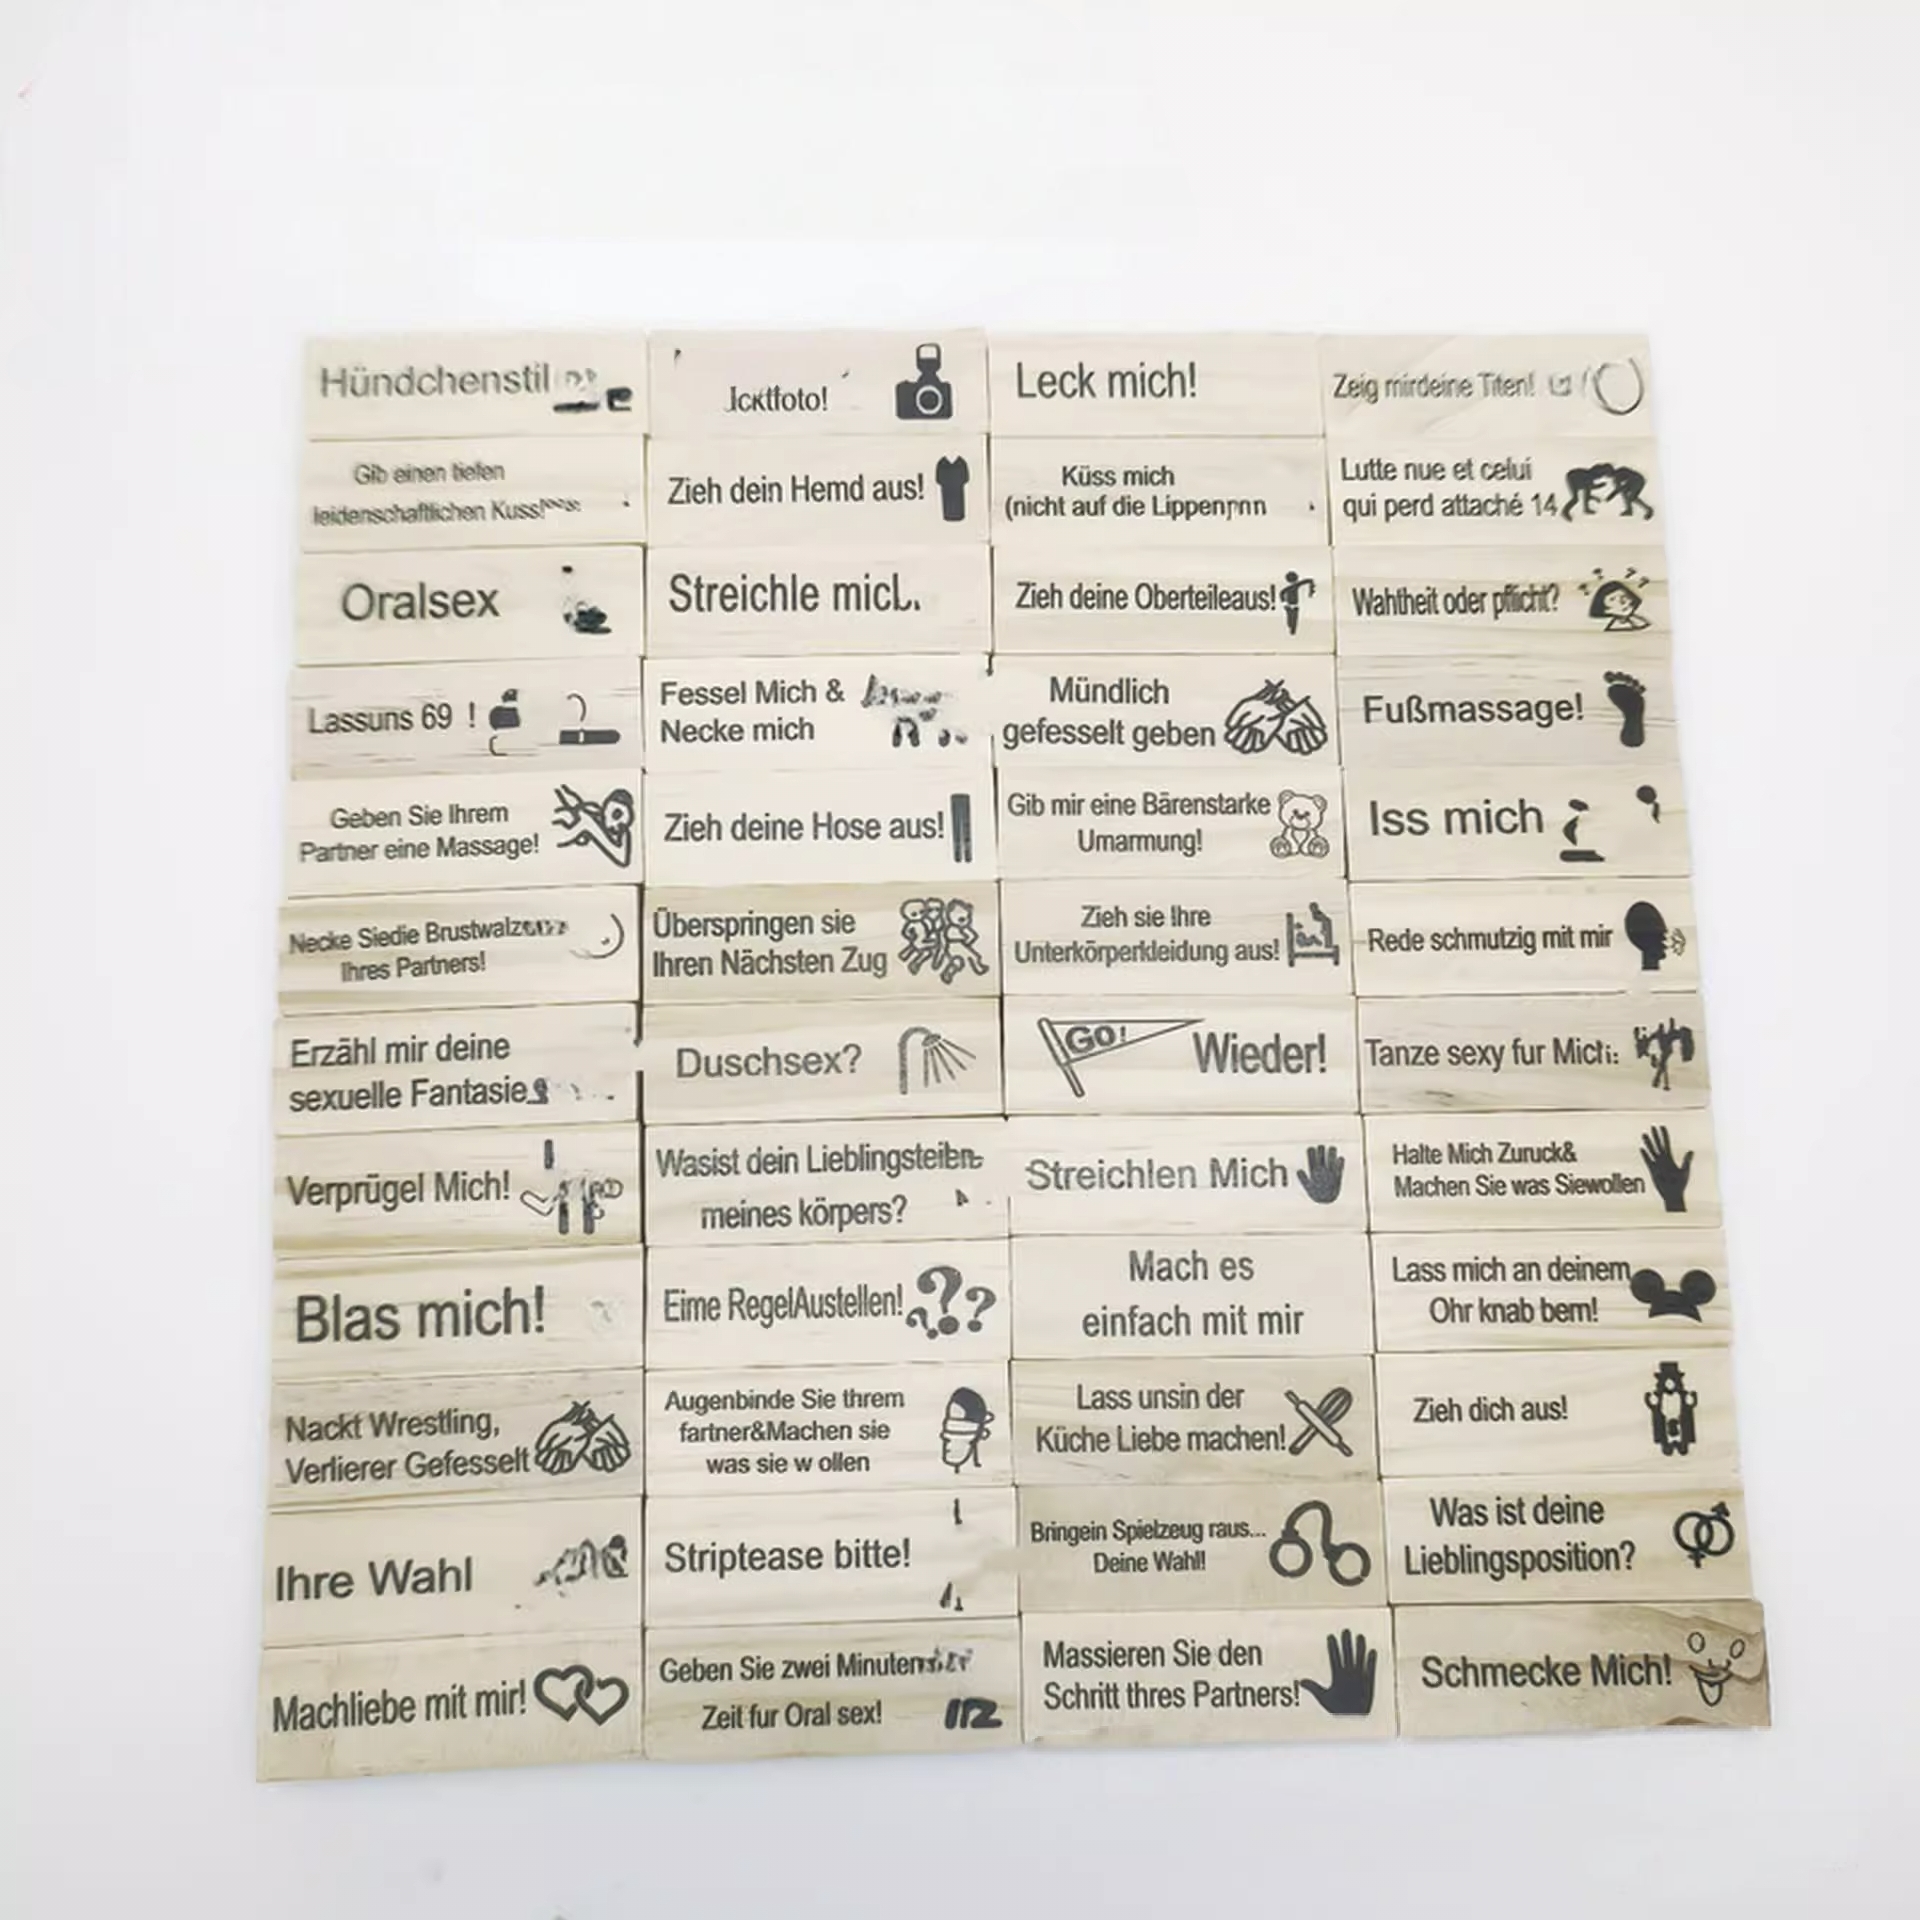 Hündchenstil
Leck mich!
Zeig mirdeine Titen!
Gib einen tiefen
leidenschaftlichen Kuss!
Zieh dein Hemd aus!
Küss mich
(nicht auf die Lippen
Lutte nue et celui
qui perd attaché 14
Oralsex
Streichle
Zieh deine Oberteileaus!
Wahtheit oder pflicht?
Lassuns 69 !
Fessel Mich &
Necke mich
Mündlich
gefesselt geben
Fußmassage!
Geben Sie Ihrem
Partner eine Massage!
Zieh deine Hose aus!
Gib mir eine Bärenstarke
Umarmung!
Iss mich
Necke Siedie
Ihres Partners!
Überspringen sie
Ihren Nächsten Zug
Zieh sie Ihre
Unterkörperkleidung aus!
Rede schmutzig mit mir
Erzähl mir deine
sexuelle Fantasie
Duschsex?
GO!
Wieder!
Tanze sexy fur
Verprügel Mich!
Wasist dein
meines körpers?
Streichlen Mich
Halte Mich Zuruck&
Machen Sie was Siewollen
Blas mich!
Eime RegelAustellen!
Mach es
einfach mit mir
Lass mich an deinem
Ohr knab bem!
Nackt Wrestling,
Verlierer Gefesselt
Augenbinde Sie threm
fartner&Machen sie
was sie w ollen
Lass unsin der
Küche Liebe machen!
Zieh dich aus!
Ihre Wahl
Striptease bitte!
Bringein Spielzeug raus...
Deine Wahl!
Was ist deine
Lieblingsposition?
Machliebe mit mir!
Geben Sie zwei Minuten
Zeit fur Oral sex!
Massieren Sie den
Schritt thres Partners!
Schmecke Mich!